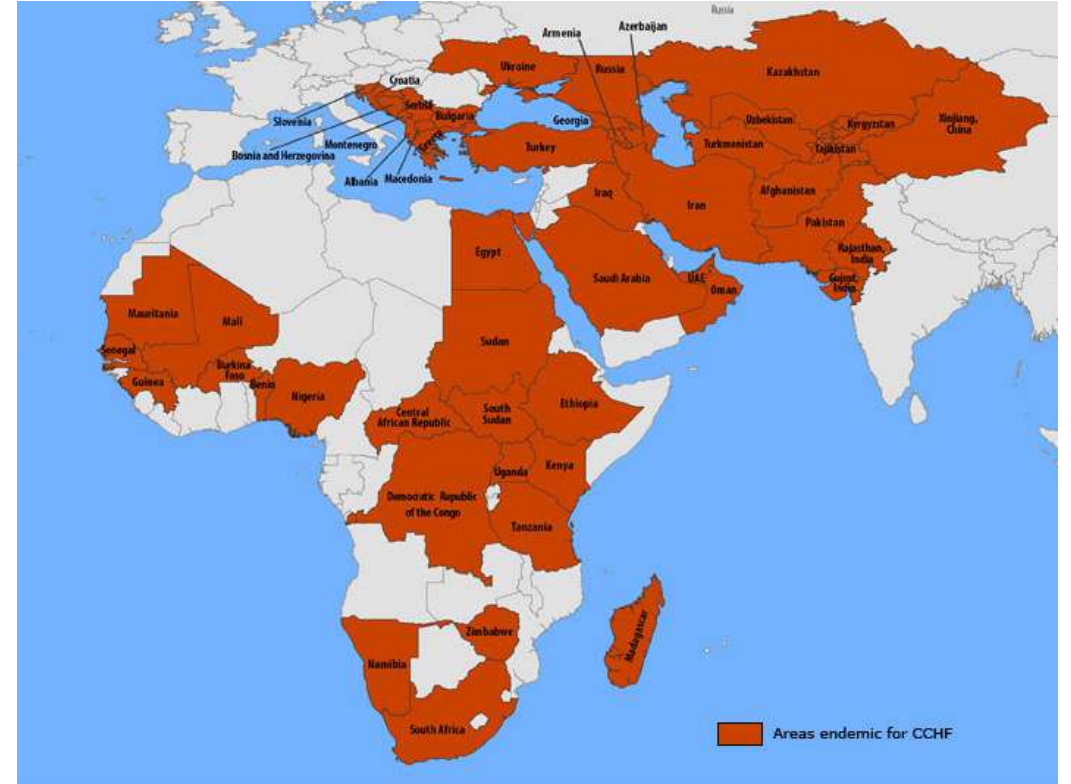 Russia
Azerbaijan
Armenia
Ukraine
Russia
Kazakhstan
Croatia
Serbia
Bulgaria
Slovenia
Georgia
Uzbekistan
Kyrgyzstan
Xinjiang,
China
Montenegro
Greece
Turkey
Turkmenistan
Tajikistan
Bosnia and Herzegovina
Albania
Macedonia
Iraq
Iran
Afghanistan
Pakistan
Egypt
Saudi Arabia
UAE
Oman
Rajasthan,
India
Gujrat,
India
Mauritania
Mali
Sudan
Senegal
Burkina
Faso
Guinea
Benin
Nigeria
Central
African Republic
South
Sudan
Ethiopia
Uganda
Kenya
Democratic Republic
of the Congo
Tanzania
Zimbabwe
Namibia
Madagascar
South Africa
Areas endemic for CCHF